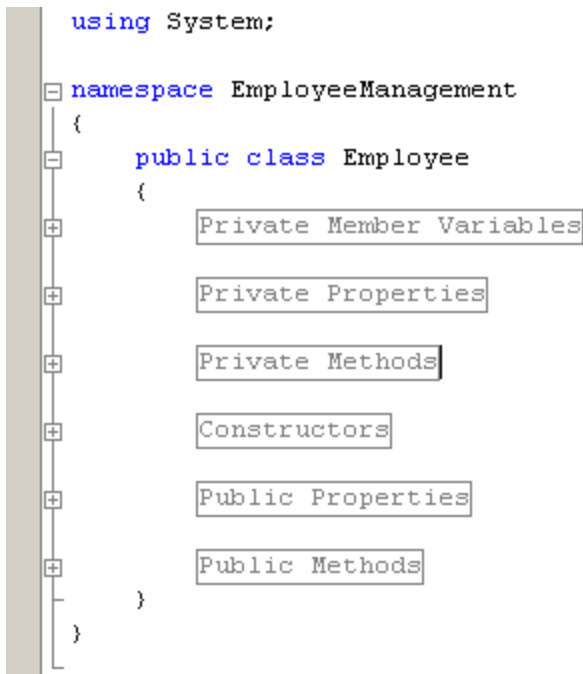 using System;
namespace EmployeeManagement
{
public class Employee
{
Private Member Variables
Private Properties
Private Methods
Constructors
Public Properties
Public Methods
}
}